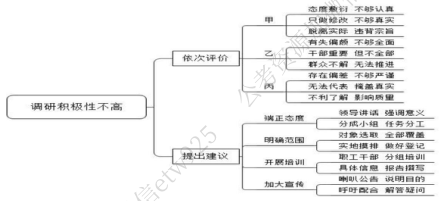 调研积极性不高
依次评价
甲
态度敷衍 不够认真
只做修改 不够真实
脱离实际 违背宗旨
乙
有失偏颇 不够全面
干部重要 但不全部
群众不解 无法推进
丙
存在偏差 不够严谨
无法代表 掩盖真实
不利了解 影响质量
提出建议
端正态度
领导讲话 强调意义
分成小组 任务分工
明确范围
对象选取 全部覆盖
实地摸排 做好登记
开展培训
职工干部 分组培训
具体信息 报告撰写
加大宣传
喇叭公告 说明目的
呼吁配合 解答疑问